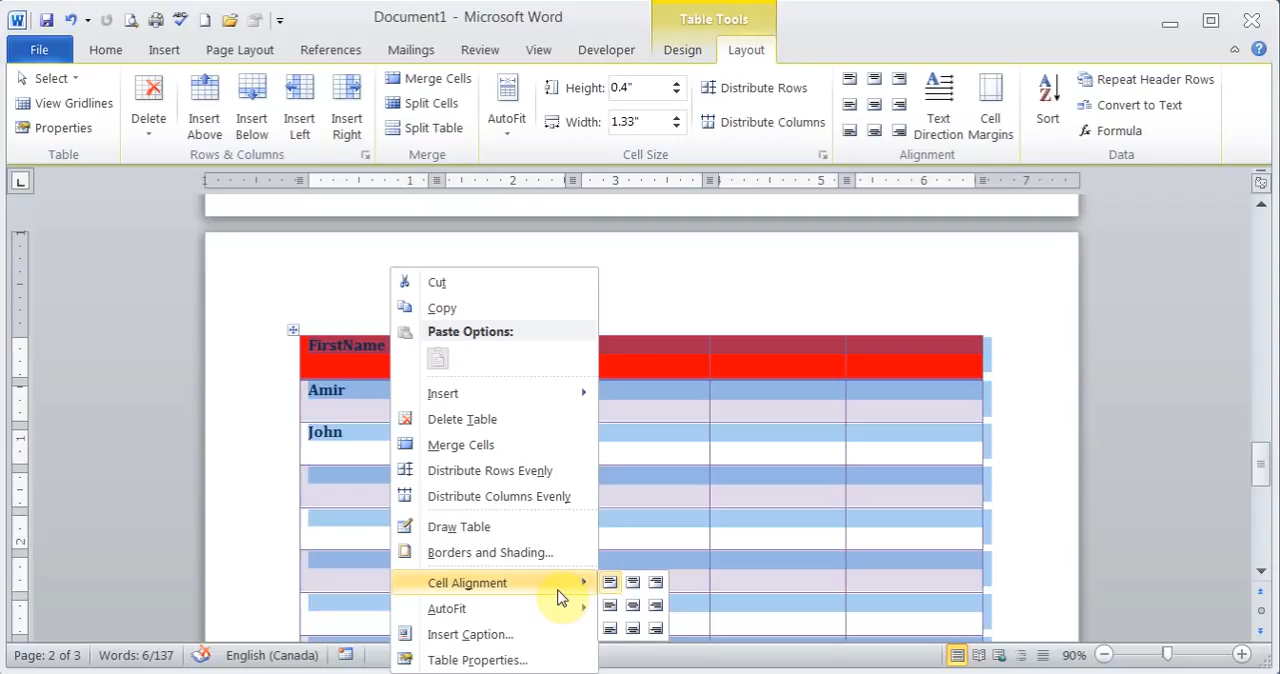 Document1 - Microsoft Word
Table Tools
File Home Insert Page Layout References Mailings Review View Developer Design Layout
Select
View Gridlines
Properties
Table
Delete
Insert Above
Insert Below
Insert Left
Insert Right
Rows & Columns
Merge Cells
Split Cells
Split Table
Merge
AutoFit
Height: 0.4"
Width: 1.33"
Distribute Rows
Distribute Columns
Cell Size
Text Direction
Cell Margins
Alignment
Sort
Repeat Header Rows
Convert to Text
Formula
Data
1 1 2 3 5 6 7
FirstName
Amir
John
Cut
Copy
Paste Options:
Insert
Delete Table
Merge Cells
Distribute Rows Evenly
Distribute Columns Evenly
Draw Table
Borders and Shading...
Cell Alignment
AutoFit
Insert Caption...
Table Properties...
1
2
Page: 2 of 3 Words: 6/137 English (Canada) 90%